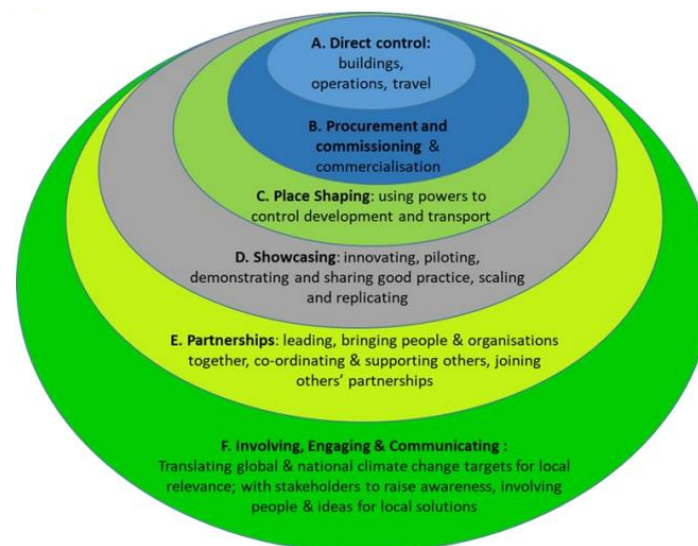 A. Direct control:
buildings,
operations, travel
B. Procurement and
commissioning &
commercialisation
C. Place Shaping: using powers to
control development and transport
D. Showcasing: innovating, piloting,
demonstrating and sharing good practice, scaling
and replicating
E. Partnerships: leading, bringing people & organisations
together, co-ordinating & supporting others, joining
others’ partnerships
F. Involving, Engaging & Communicating :
Translating global & national climate change targets for local
relevance; with stakeholders to raise awareness, involving
people & ideas for local solutions